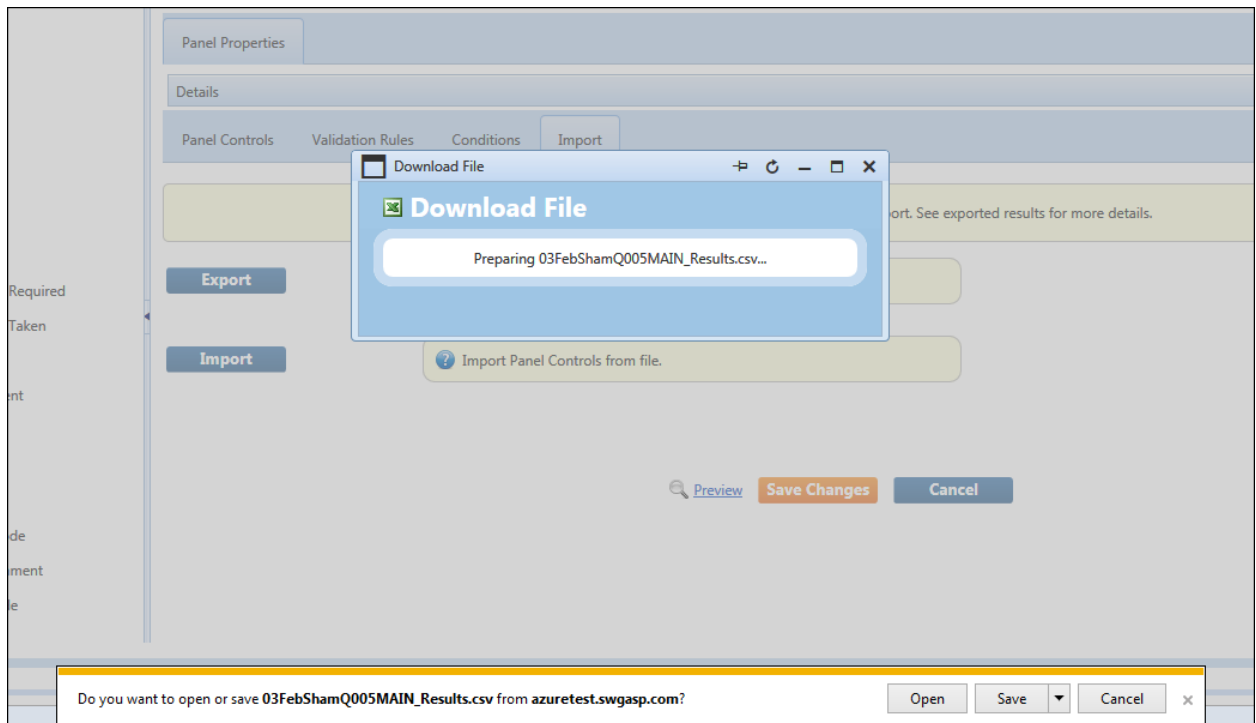 Panel Properties
Details
Panel Controls Validation Rules Conditions Import
Download File
Download File
ort. See exported results for more details.
Preparing 03FebShamQ005MAIN_Results.csv...
Export
Required
Taken
Import
Import Panel Controls from file.
ent
Preview Save Changes Cancel
de
nment
le
Do you want to open or save 03FebShamQ005MAIN_Results.csv from azuretest.swgasp.com?
Open Save Cancel